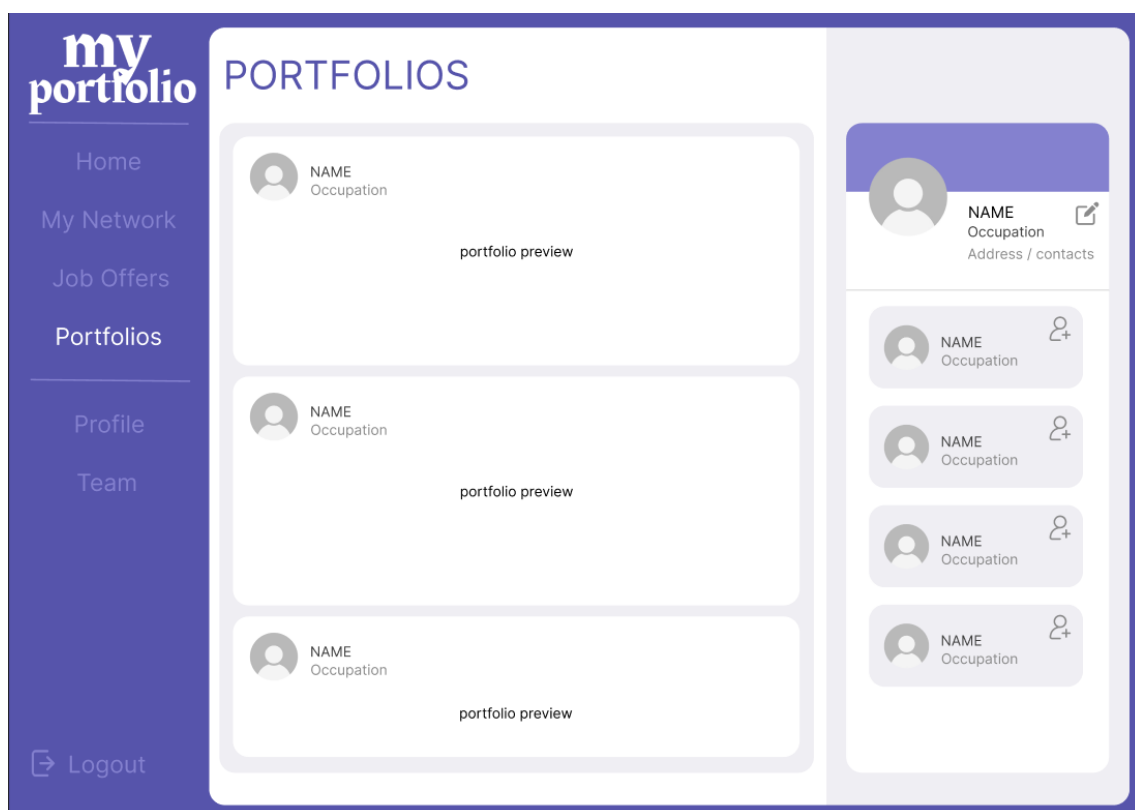 my
portfolio
Home
My Network
Job Offers
Portfolios
Profile
Team
Logout
PORTFOLIOS
NAME
Occupation
portfolio preview
NAME
Occupation
portfolio preview
NAME
Occupation
portfolio preview
NAME
Occupation
Address / contacts
NAME
Occupation
NAME
Occupation
NAME
Occupation
NAME
Occupation